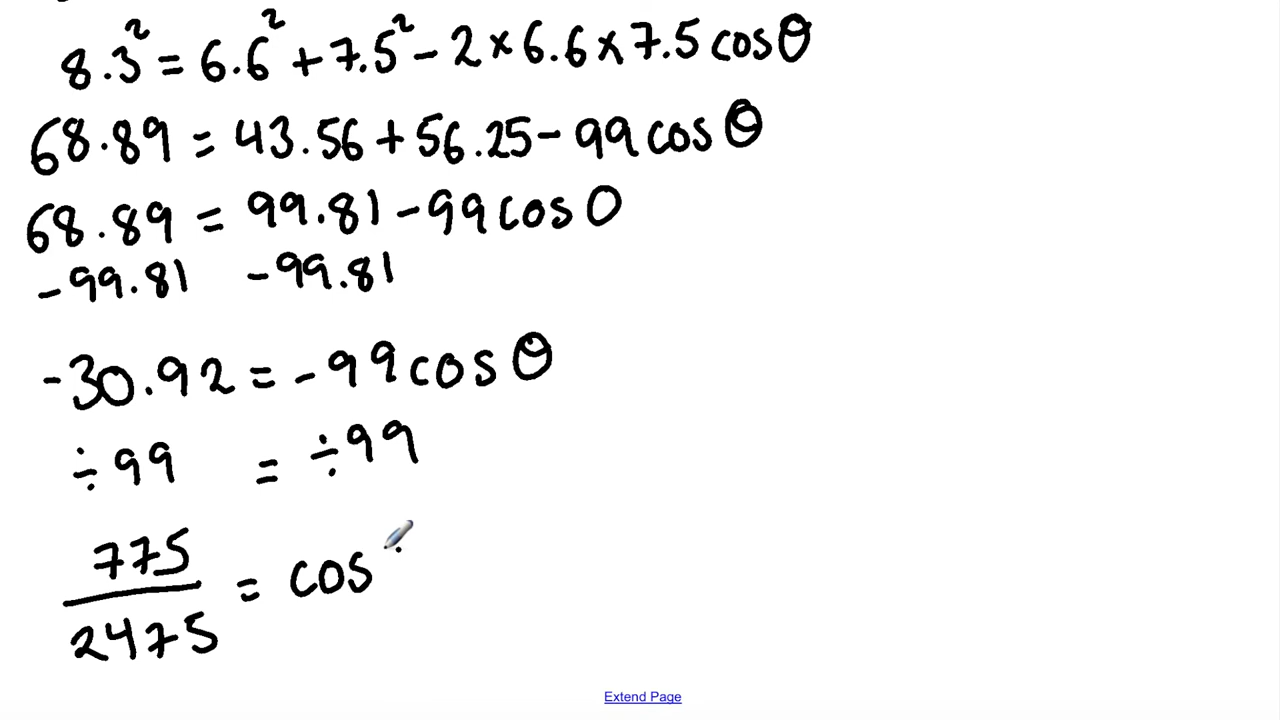 8.3² = 6.6² + 7.5² - 2 × 6.6 × 7.5 cosθ
68.89 = 43.56 + 56.25 - 99 cos θ
68.89 = 99.81 - 99 cos O
-99.81 -99.81
-30.92 = -99 cos θ
÷99 = ÷99
775/2475 = cos
Extend Page